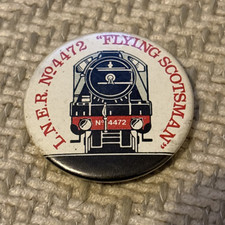 L.N.E.R. No4472 "FLYING SCOTSMAN"
No 4472